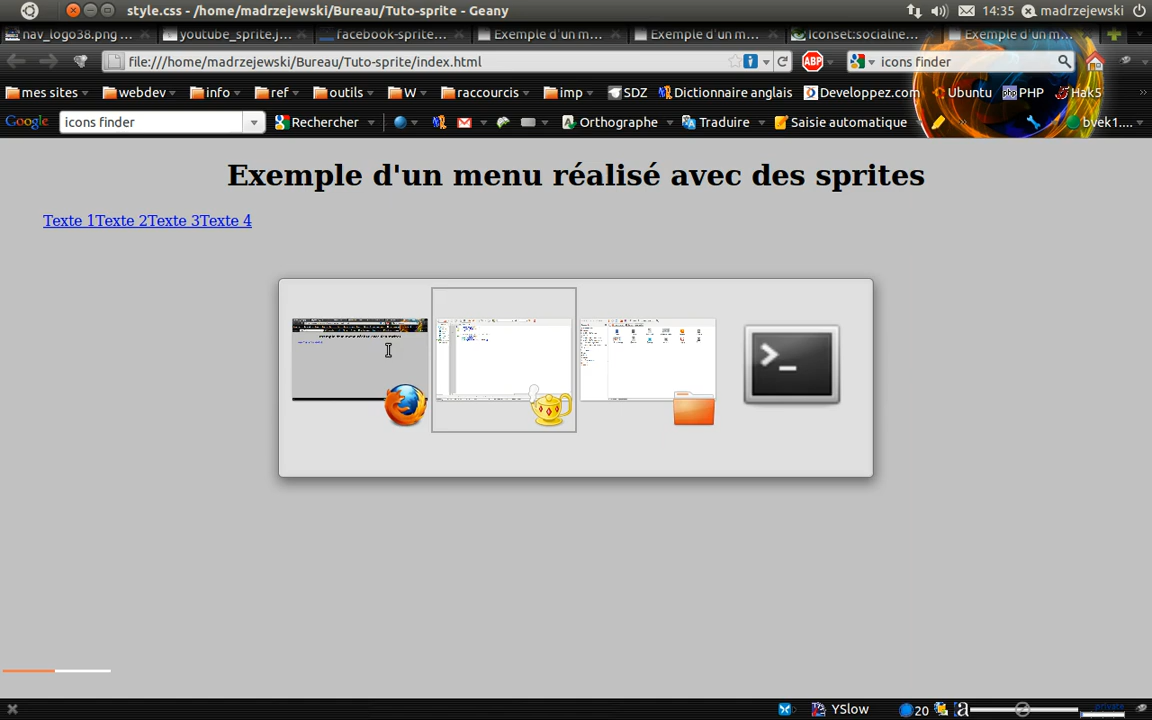 style.css - /home/madrzejewski/Bureau/Tuto-sprite - Geany 14:35 madrzejewski
nav_logo38.png ... youtube_sprite.j... facebook-sprite... Exemple d'un m... Exemple d'un m... Iconset:socialne... Exemple d'un m...
file:///home/madrzejewski/Bureau/Tuto-sprite/index.html ABP icons finder
mes sites webdev info ref outils W raccourcis imp SDZ Dictionnaire anglais Developpez.com Ubuntu PHP Hak5
Google icons finder Rechercher Orthographe Traduire Saisie automatique bvek1....
Exemple d'un menu réalisé avec des sprites
Texte 1Texte 2Texte 3Texte 4
YSlow 20 a private